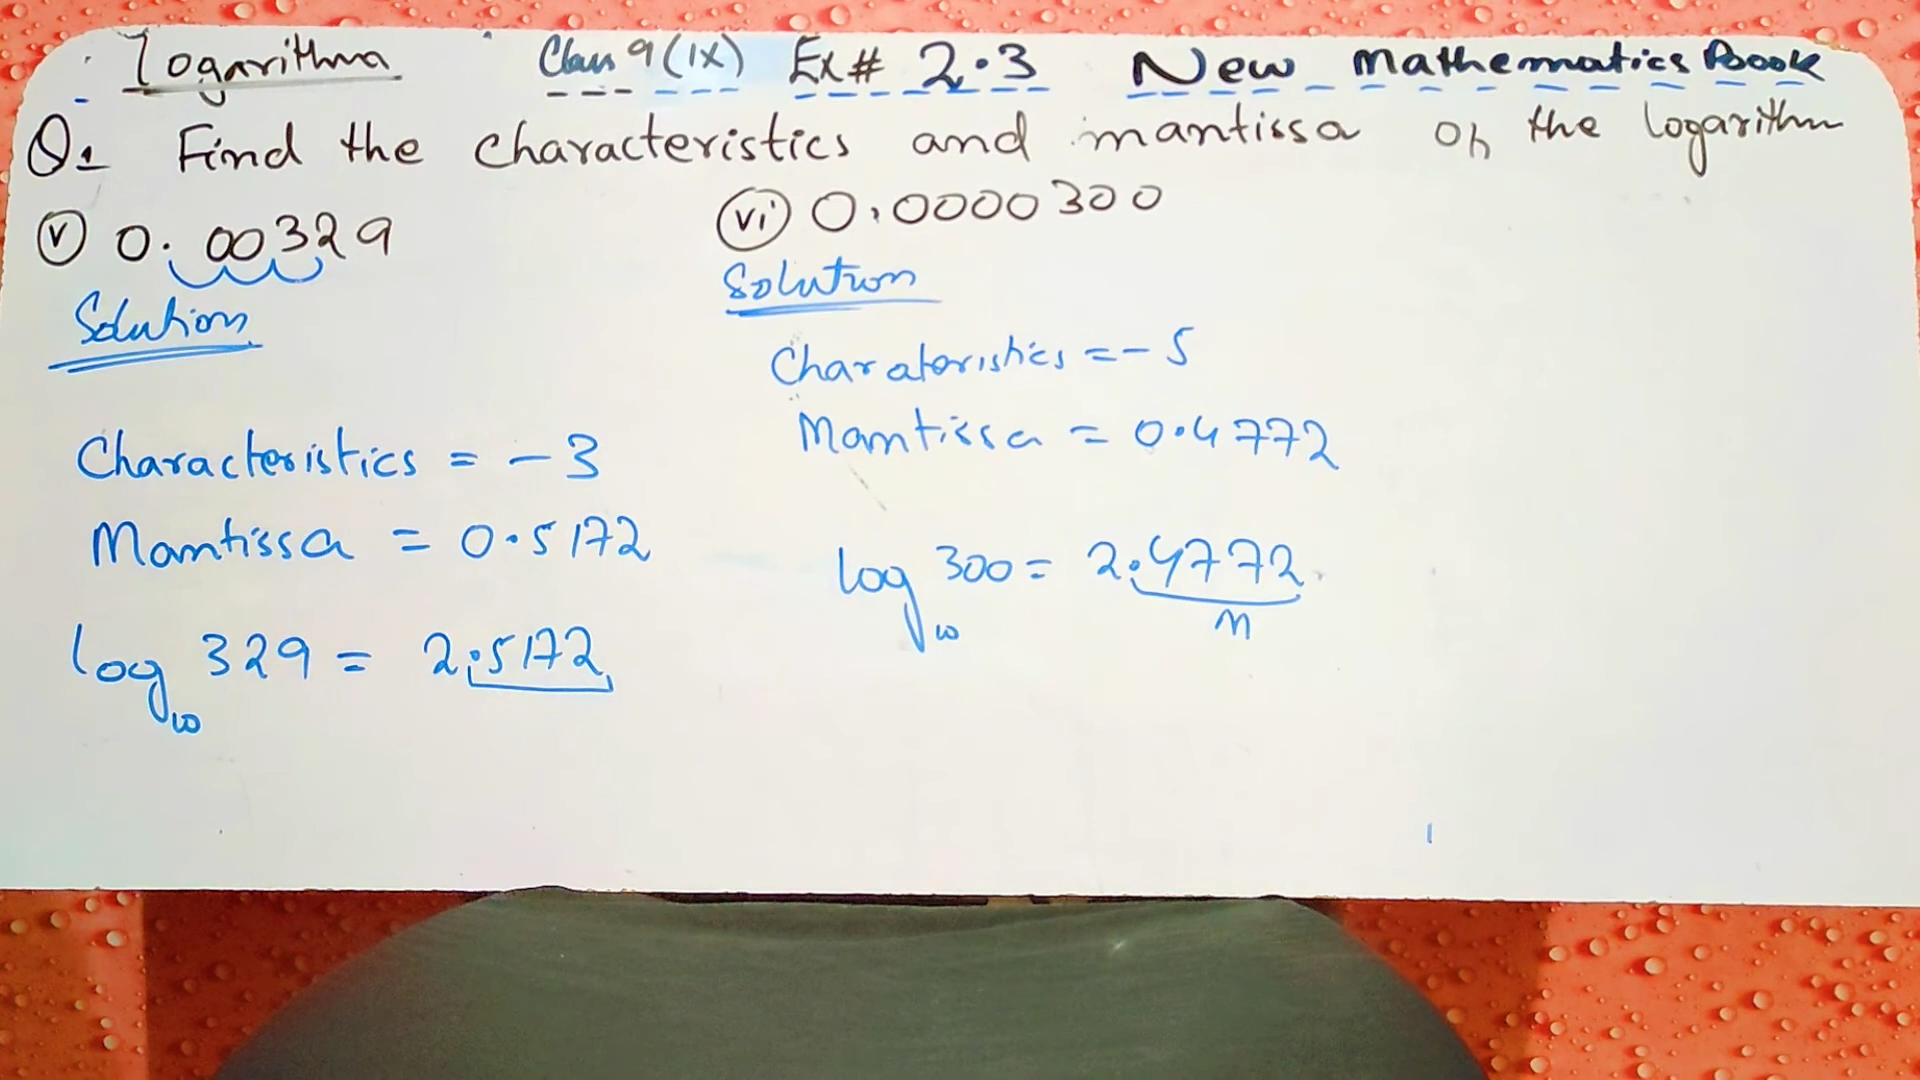 Logarithm Class 9 (IX) Ex# 2.3 New Mathematics Book
Q1 Find the characteristics and mantissa of the logarithm
(v) 0.00329
Solution
Characteristics = -3
Mantissa = 0.5172
log10 329 = 2.5172
(vi) 0.0000300
Solution
Charateristics = -5
Mantissa = 0.4772
log10 300 = 2.4772
m